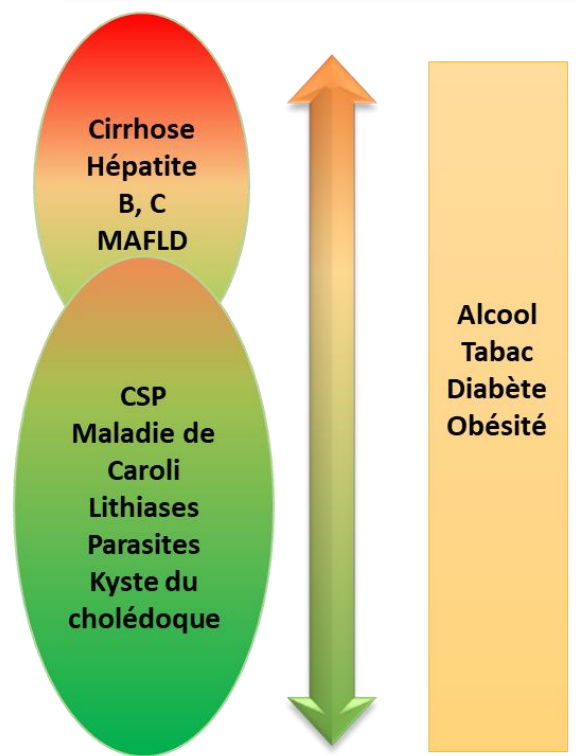 Cirrhose
Hépatite
B, C
MAFLD
CSP
Maladie de
Caroli
Lithiases
Parasites
Kyste du
cholédoque
Alcool
Tabac
Diabète
Obésité